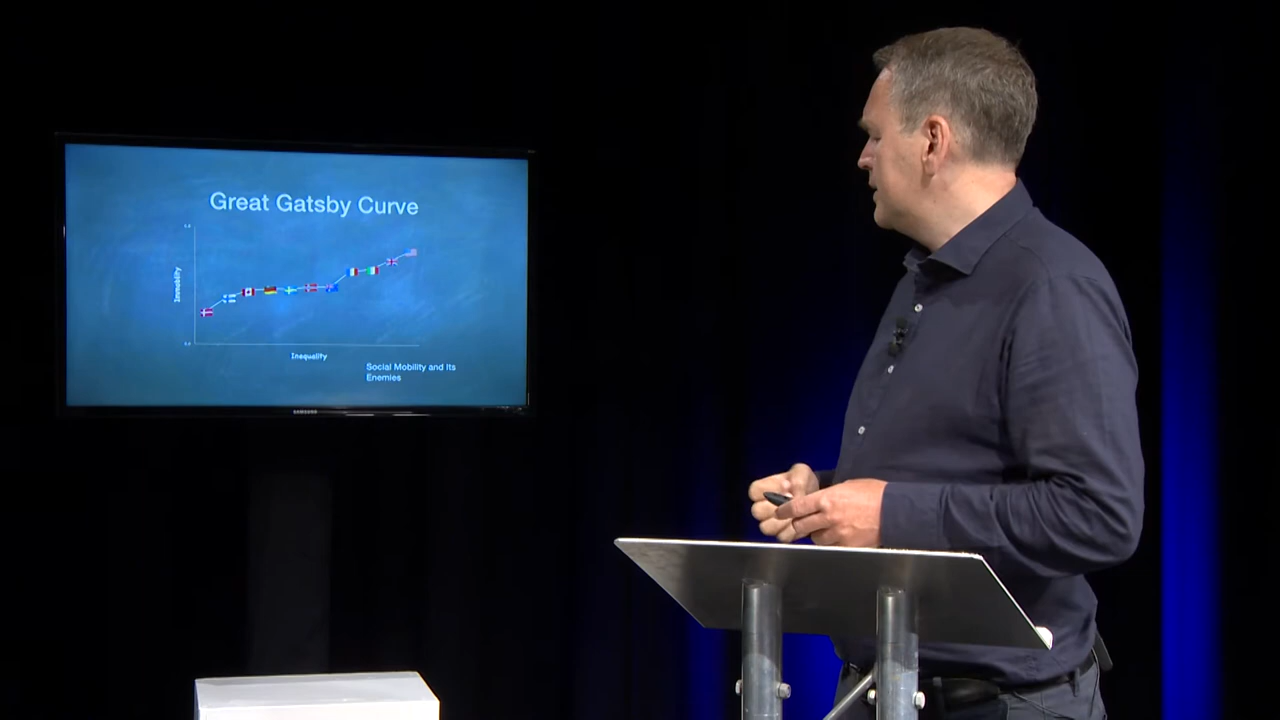 Great Gatsby Curve
Immobility
Inequality
Social Mobility and Its
Enemies
SAMSUNG